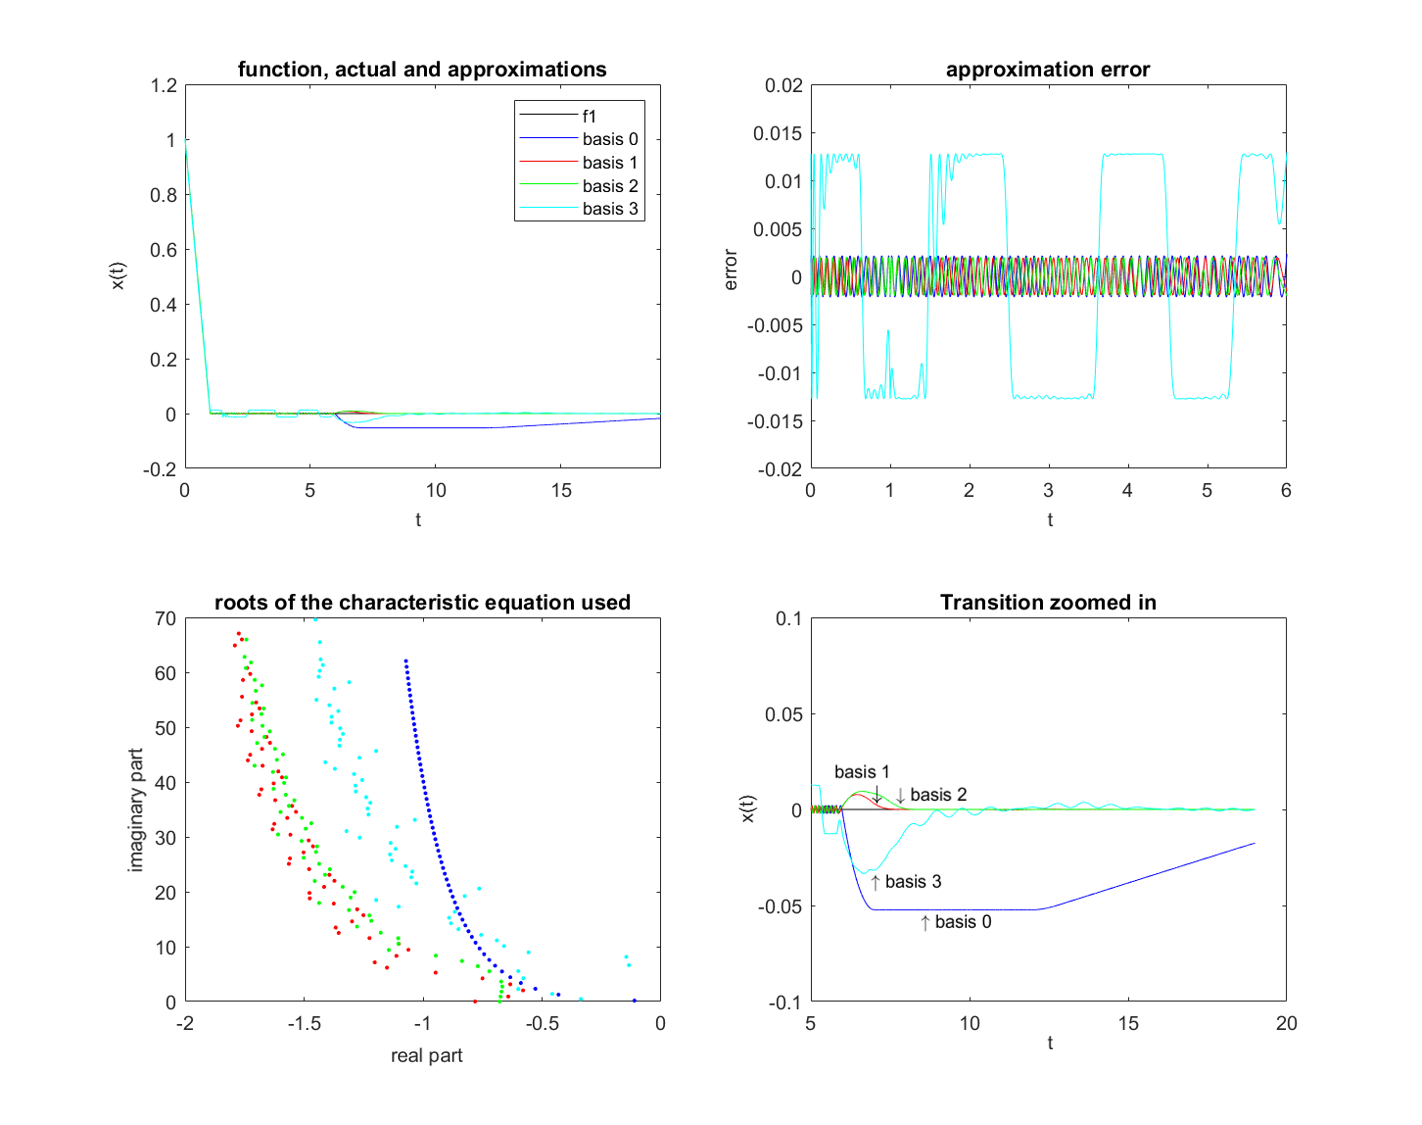 function, actual and approximations
x(t)
1.2
1
0.8
0.6
0.4
0.2
0
-0.2
f1
basis 0
basis 1
basis 2
basis 3
0 5 10 15
t
approximation error
error
0.02
0.015
0.01
0.005
0
-0.005
-0.01
-0.015
-0.02
0 1 2 3 4 5 6
t
roots of the characteristic equation used
imaginary part
70
60
50
40
30
20
10
0
-2 -1.5 -1 -0.5 0
real part
Transition zoomed in
x(t)
0.1
0.05
0
-0.05
-0.1
basis 1
↓ ↓ basis 2
↑ basis 3
↑ basis 0
5 10 15 20
t